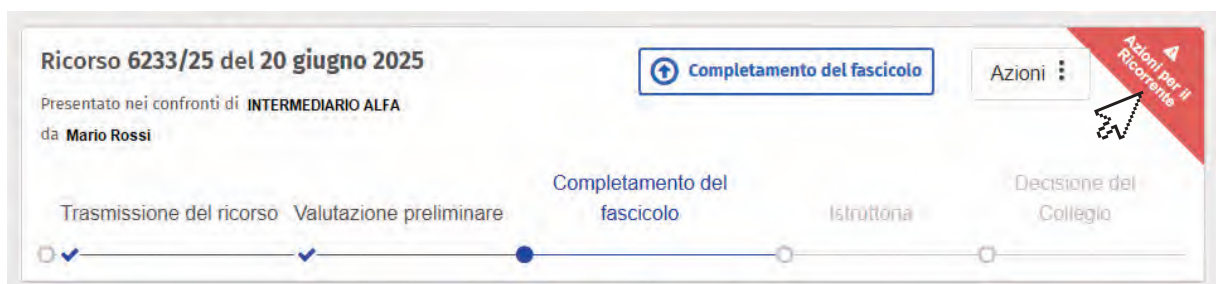 Ricorso 6233/25 del 20 giugno 2025
Completamento del fascicolo
Azioni
Azioni per il
Ricorrente
Presentato nei confronti di INTERMEDIARIO ALFA
da Mario Rossi
Trasmissione del ricorso
Valutazione preliminare
Completamento del
fascicolo
Istruttoria
Decisione del
Collegio